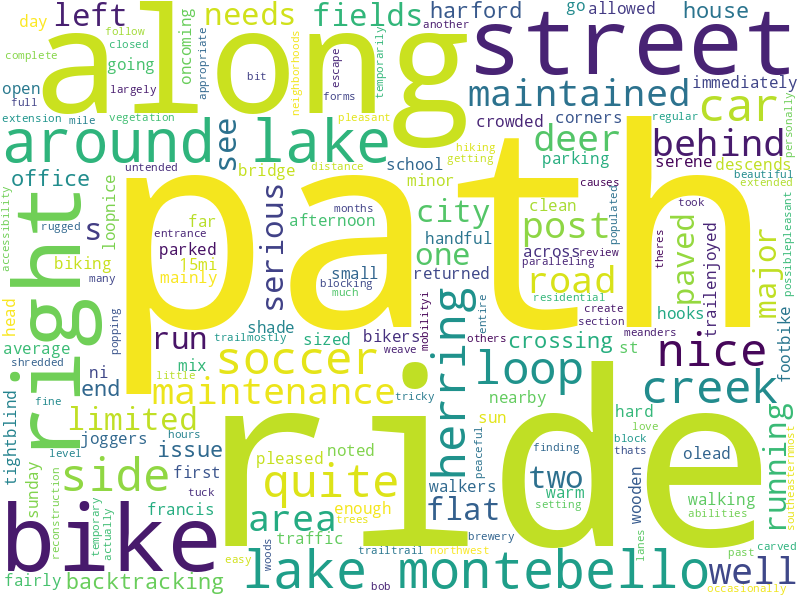 day
left
along
needs
oncoming
appropriate
fields
another
follow
harford
go
allowed
house
complete
closed
going
largely
bit
neighborhoods
forms
escape
temporarily
street
open
full
extension
mile
vegetation
pleasant
maintained
immediately
car
personally
around lake
see
untended
bridge
hiking
getting
distance
school
minor
crowded
corners
deer
parking
regular
behind
serene
descends
causes
beautiful
extended
office
accessibility
rugged
right
s
loopnice
far
entrance
biking
parked
15mi
mainly
many
path
serious
afternoon
months
small
blocking
much
city
handful
one
returned
post
across
review
paralleling
populated
took
road
residential
theres
paved
trailenjoyed
major
possiblepleasant
head
average
shredded
fine
level
popping
run
trailmostly
shade
sized
bikers
weave
mobilityi
others
herring
entire
tricky
crossing
create
section
st
hooks
meanders
nice
footbike
ni
end
mix
little
soccer
maintenance
loop
nearby
creek
tightblind
limited
joggers
issue
noted
sun
hard
block
thats
love
olead
running
sunday
side
first
hours
tuck
pleased
quite
enough
walkers
peaceful
finding
two
warm
setting
wooden
walking
abilities
southeasternmost
bike
reconstruction
temporary
actually
francis
area
traffic
ride
flat
brewery
lanes
past
carved
fairly
backtracking
easy
woods
trees
bob
trailtrail
northwest
lake montebello
well
occasionally